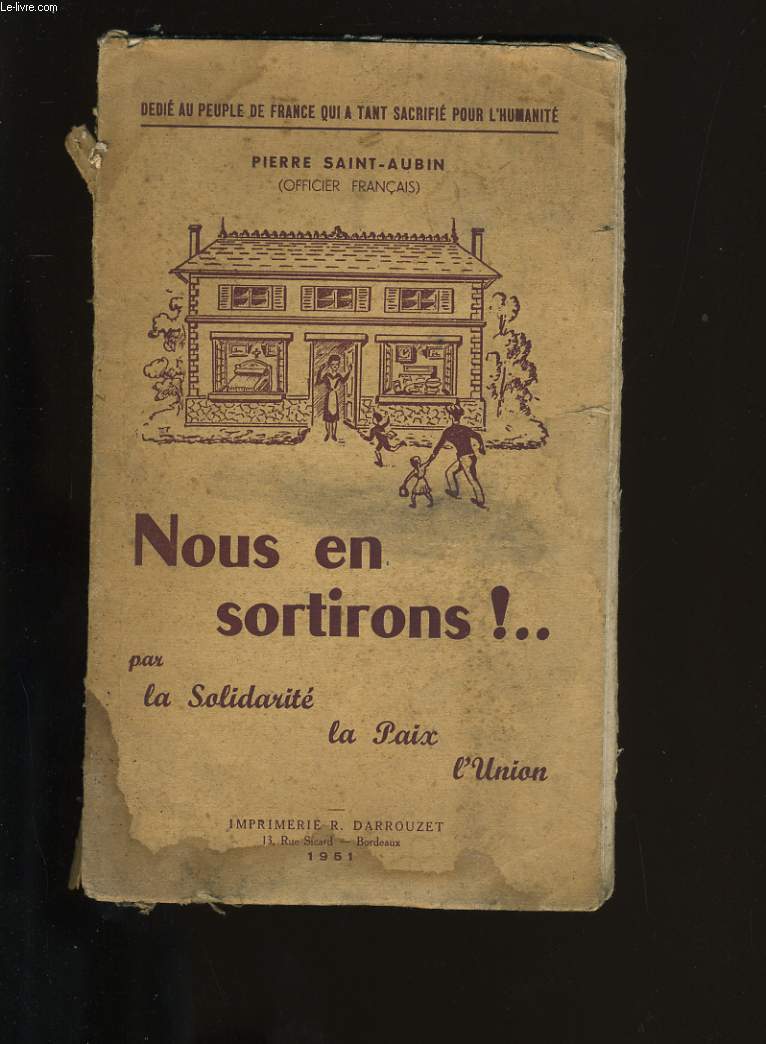 Le-livre.com
DEDIÉ AU PEUPLE DE FRANCE QUI A TANT SACRIFIÉ POUR L'HUMANITÉ
PIERRE SAINT-AUBIN
(OFFICIER FRANÇAIS)
Nous en
sortirons !..
par
la Solidarité
la Paix
l'Union
IMPRIMERIE R. DARROUZET
13, Rue Sicard — Bordeaux
1951